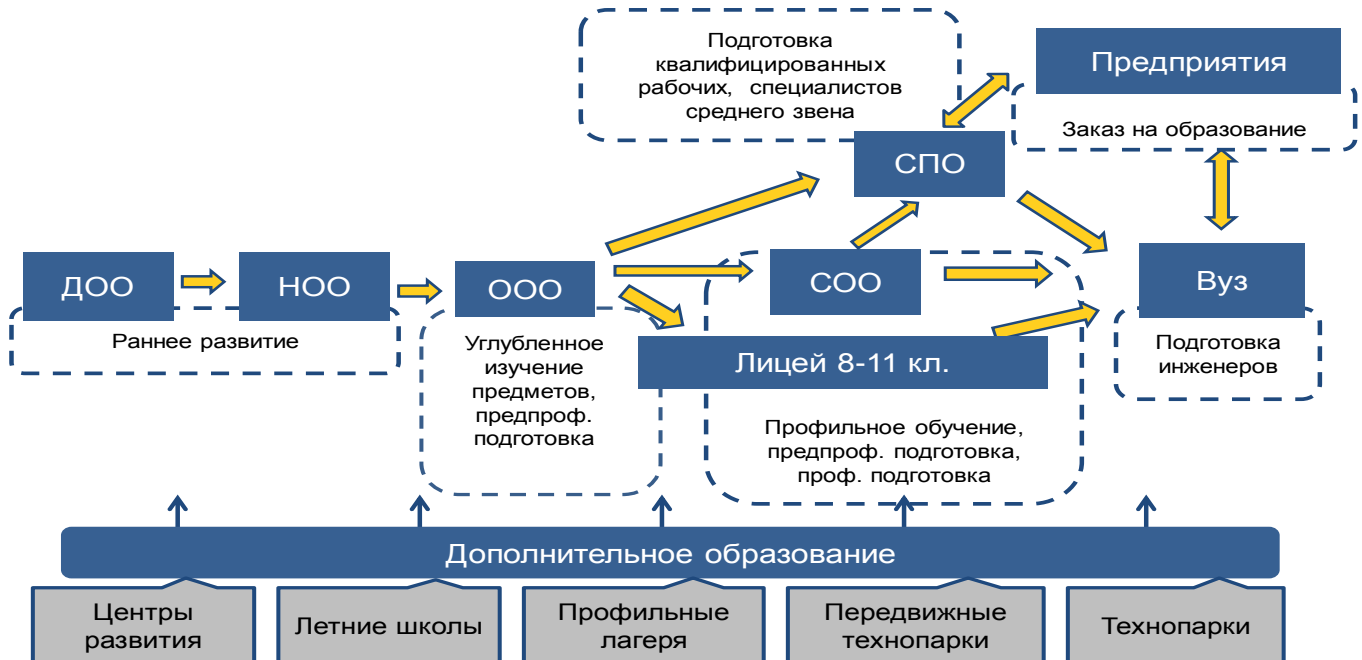 Подготовка
квалифицированных
рабочих, специалистов
среднего звена
Предприятия
Заказ на образование
СПО
ДОО
НОО
ООО
СОО
Вуз
Раннее развитие
Углубленное
изучение
предметов,
предпроф.
подготовка
Лицей 8-11 кл.
Подготовка
инженеров
Профильное обучение,
предпроф. подготовка,
проф. подготовка
Дополнительное образование
Центры
развития
Летние школы
Профильные
лагеря
Передвижные
технопарки
Технопарки